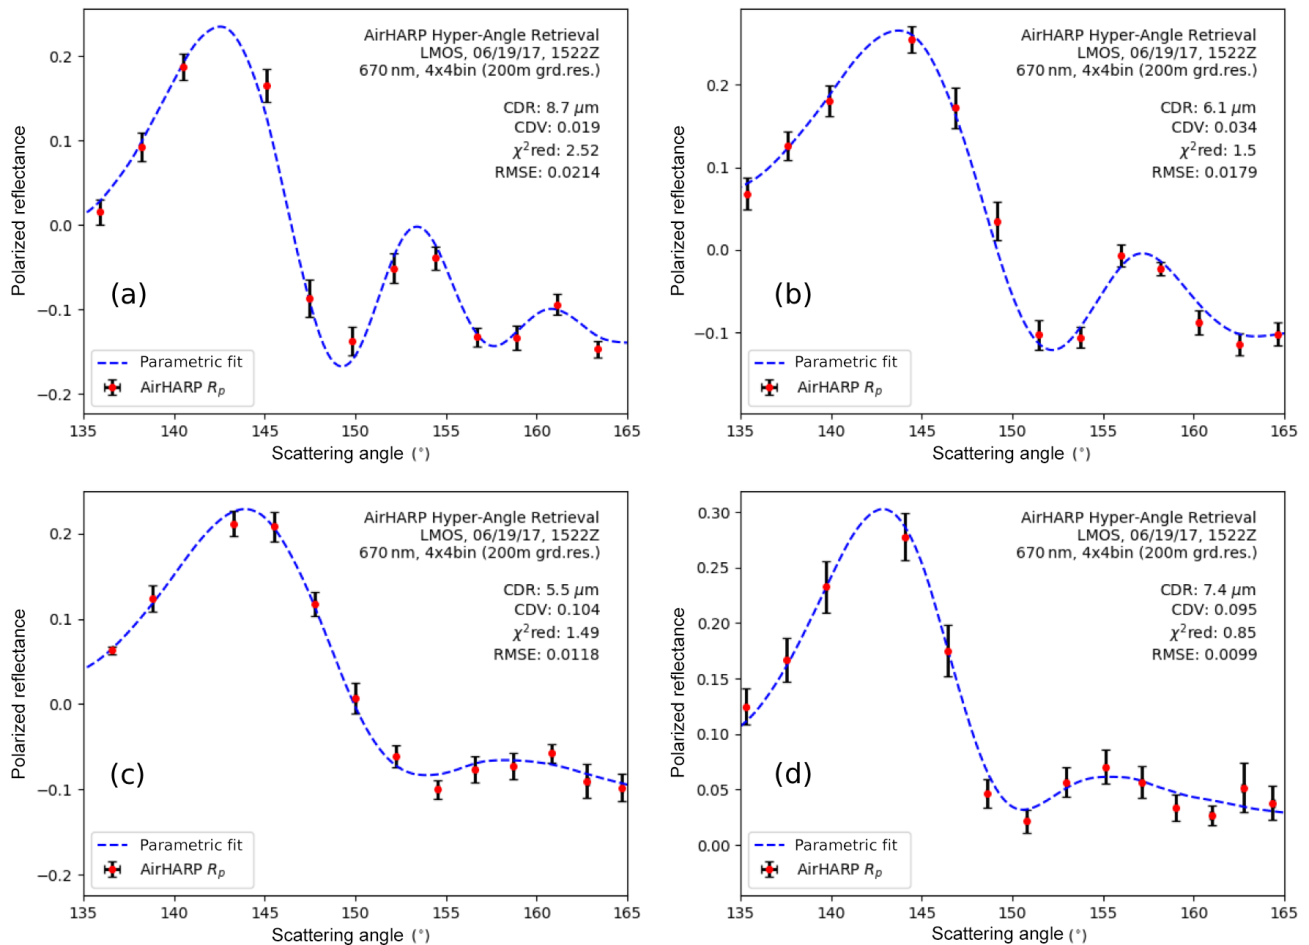 AirHARP Hyper-Angle Retrieval
LMOS, 06/19/17, 1522Z
670 nm, 4x4bin (200m grd.res.)
CDR: 8.7 μm
CDV: 0.019
χ²red: 2.52
RMSE: 0.0214
Polarized reflectance
0.2
0.1
0.0
−0.1
−0.2
(a)
Parametric fit
AirHARP Rp
135 140 145 150 155 160 165
Scattering angle (°)
AirHARP Hyper-Angle Retrieval
LMOS, 06/19/17, 1522Z
670 nm, 4x4bin (200m grd.res.)
CDR: 6.1 μm
CDV: 0.034
χ²red: 1.5
RMSE: 0.0179
Polarized reflectance
0.2
0.1
0.0
−0.1
(b)
Parametric fit
AirHARP Rp
135 140 145 150 155 160 165
Scattering angle (°)
AirHARP Hyper-Angle Retrieval
LMOS, 06/19/17, 1522Z
670 nm, 4x4bin (200m grd.res.)
CDR: 5.5 μm
CDV: 0.104
χ²red: 1.49
RMSE: 0.0118
Polarized reflectance
0.2
0.1
0.0
−0.1
−0.2
(c)
Parametric fit
AirHARP Rp
135 140 145 150 155 160 165
Scattering angle (°)
AirHARP Hyper-Angle Retrieval
LMOS, 06/19/17, 1522Z
670 nm, 4x4bin (200m grd.res.)
CDR: 7.4 μm
CDV: 0.095
χ²red: 0.85
RMSE: 0.0099
Polarized reflectance
0.30
0.25
0.20
0.15
0.10
0.05
0.00
(d)
Parametric fit
AirHARP Rp
135 140 145 150 155 160 165
Scattering angle (°)